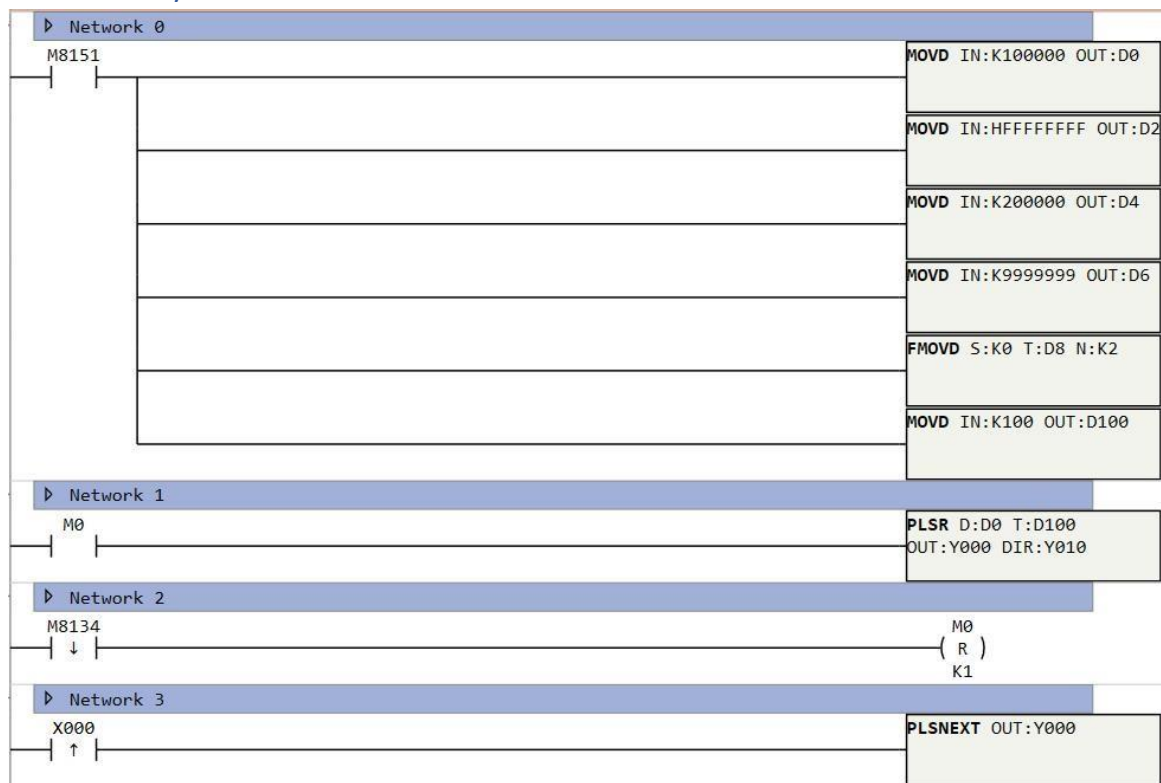 Network 0
M8151
MOVD IN:K100000 OUT:D0
MOVD IN:HFFFFFFFF OUT:D2
MOVD IN:K200000 OUT:D4
MOVD IN:K9999999 OUT:D6
FMOVD S:K0 T:D8 N:K2
MOVD IN:K100 OUT:D100
Network 1
M0
PLSR D:D0 T:D100
OUT:Y000 DIR:Y010
Network 2
M8134
↓
M0
( R )
K1
Network 3
X000
↑
PLSNEXT OUT:Y000